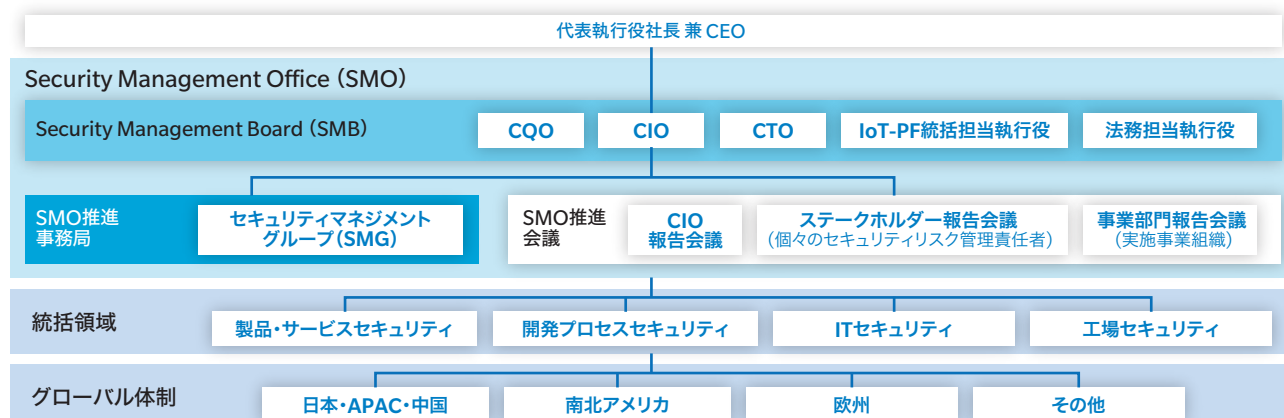 代表執行役社長 兼 CEO
Security Management Office（SMO）
Security Management Board（SMB）
CQO
CIO
CTO
IoT-PF統括担当執行役
法務担当執行役
SMO推進
事務局
セキュリティマネジメント
グループ（SMG）
SMO推進
会議
CIO
報告会議
ステークホルダー報告会議
（個々のセキュリティリスク管理責任者）
事業部門報告会議
（実施事業組織）
統括領域
製品・サービスセキュリティ
開発プロセスセキュリティ
ITセキュリティ
工場セキュリティ
グローバル体制
日本・APAC・中国
南北アメリカ
欧州
その他